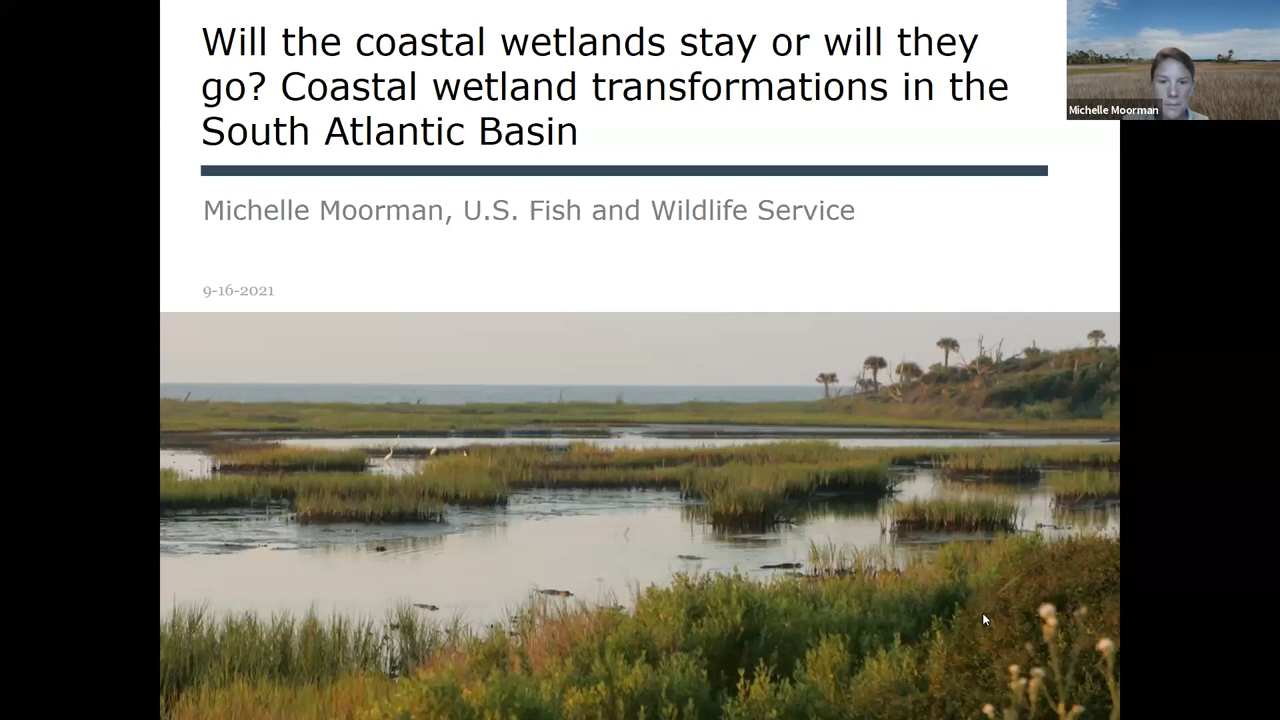 Will the coastal wetlands stay or will they
go? Coastal wetland transformations in the
South Atlantic Basin
Michelle Moorman
Michelle Moorman, U.S. Fish and Wildlife Service
9-16-2021